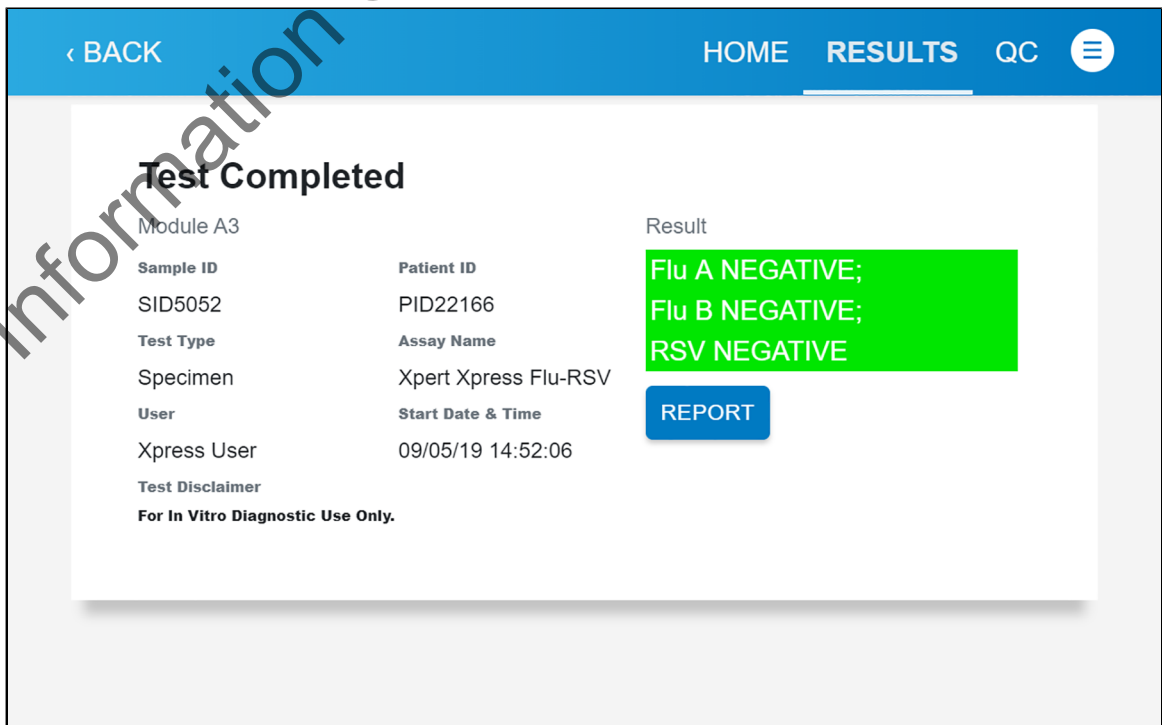 ‹ BACK
HOME RESULTS QC
Test Completed
Module A3
Sample ID Patient ID
SID5052 PID22166
Test Type Assay Name
Specimen Xpert Xpress Flu-RSV
User Start Date & Time
Xpress User 09/05/19 14:52:06
Test Disclaimer
For In Vitro Diagnostic Use Only.
Result
Flu A NEGATIVE;
Flu B NEGATIVE;
RSV NEGATIVE
REPORT
Information